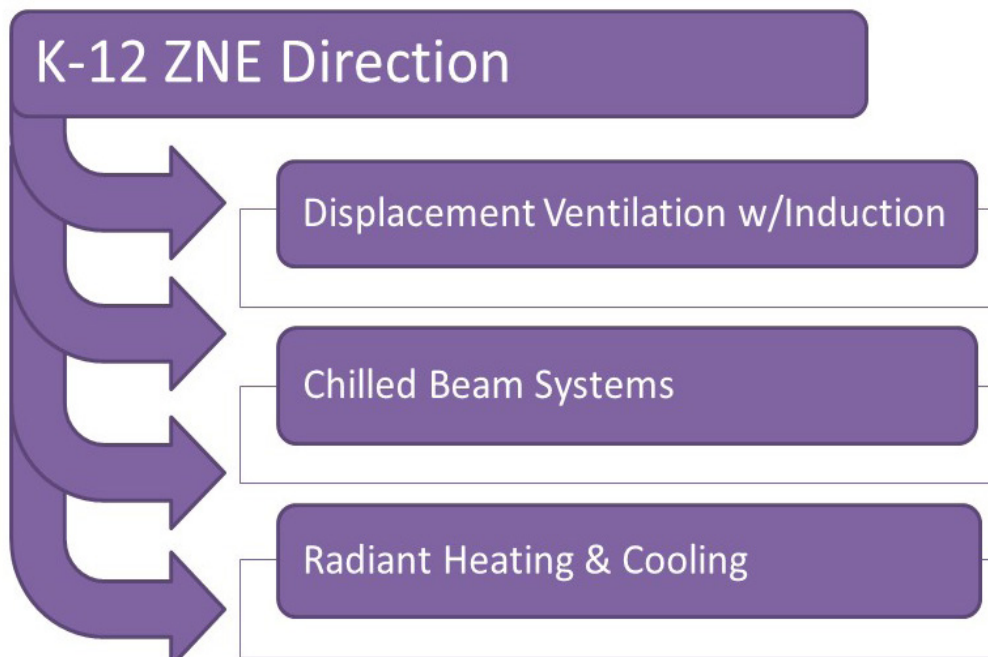 K-12 ZNE Direction
Displacement Ventilation w/Induction
Chilled Beam Systems
Radiant Heating & Cooling